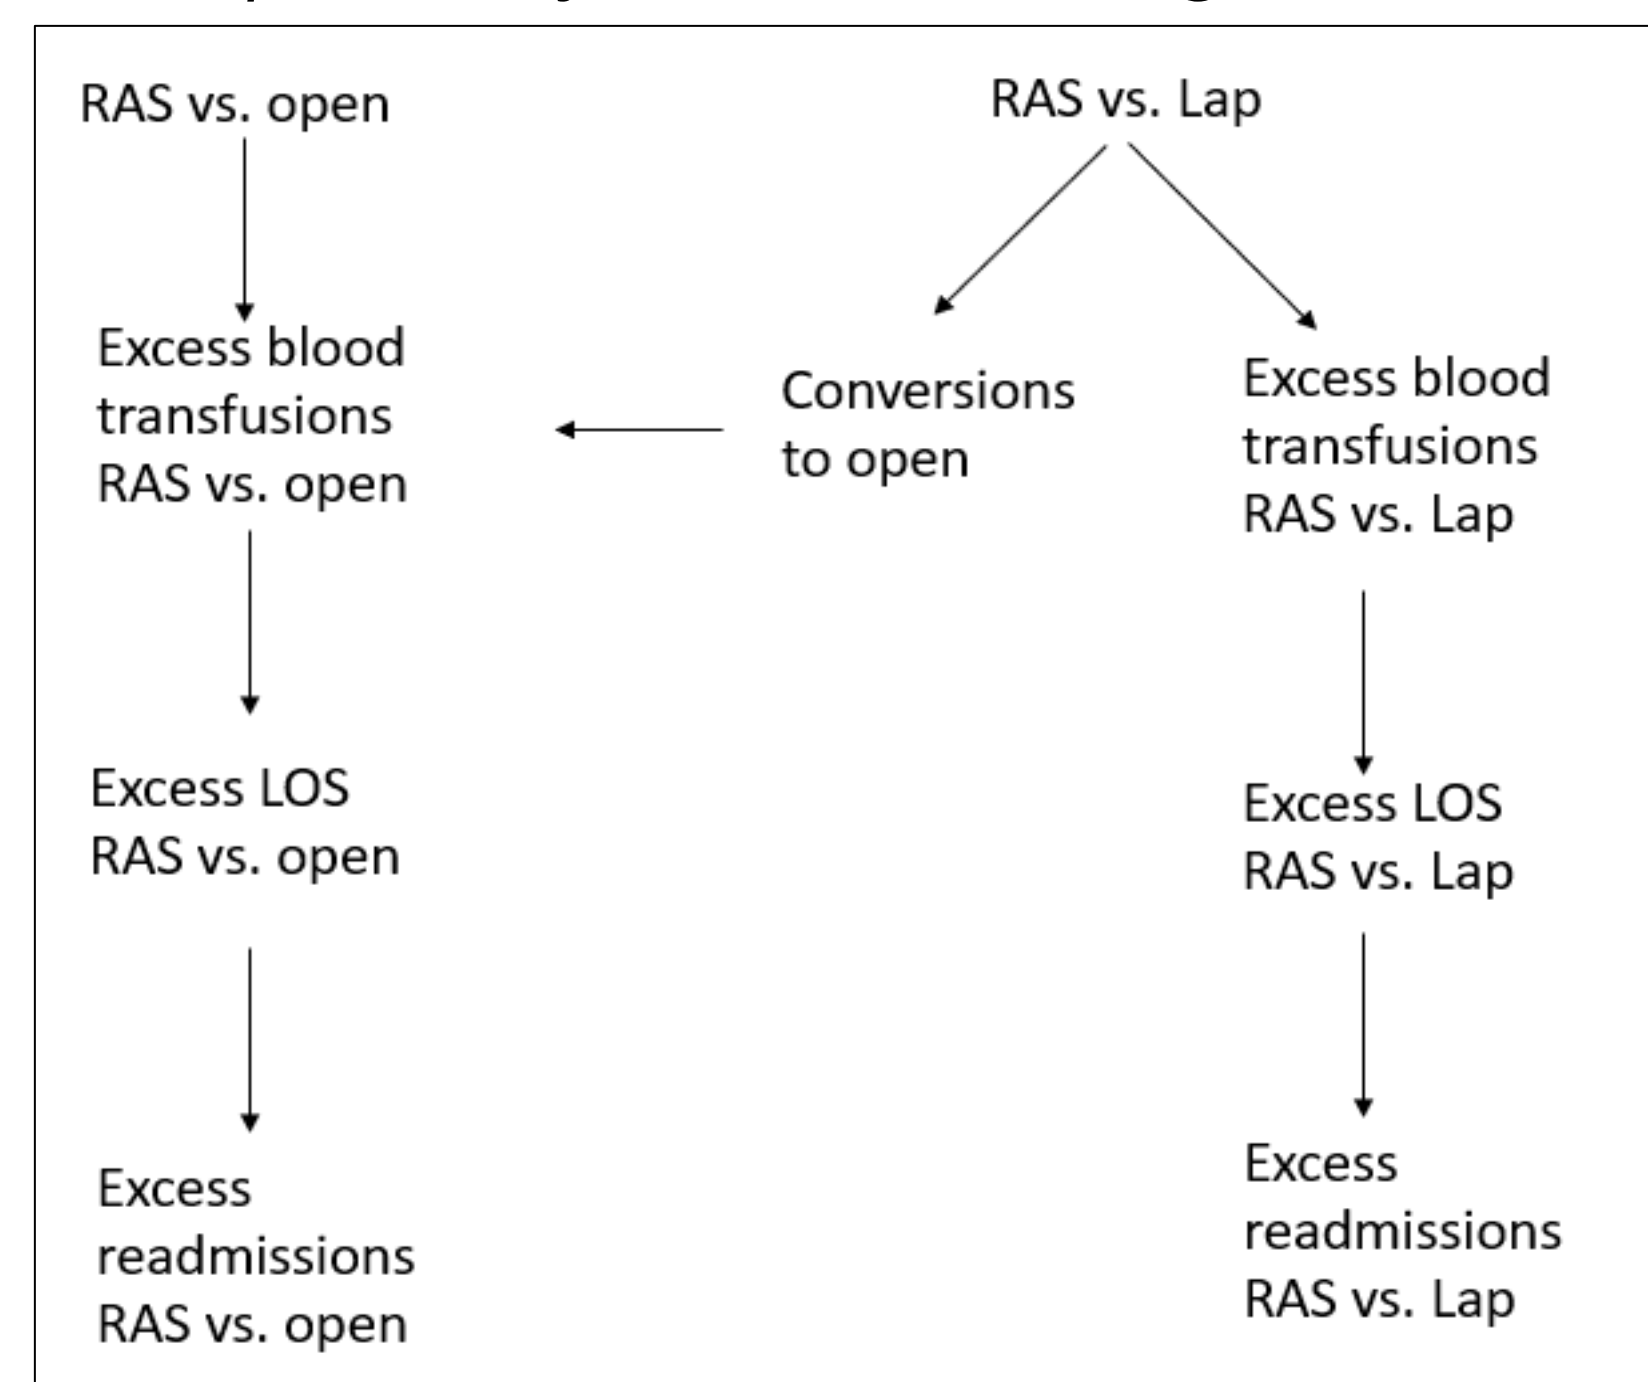 RAS vs. open
RAS vs. Lap
Excess blood
transfusions
RAS vs. open
Conversions
to open
Excess blood
transfusions
RAS vs. Lap
Excess LOS
RAS vs. open
Excess LOS
RAS vs. Lap
Excess
readmissions
RAS vs. open
Excess
readmissions
RAS vs. Lap